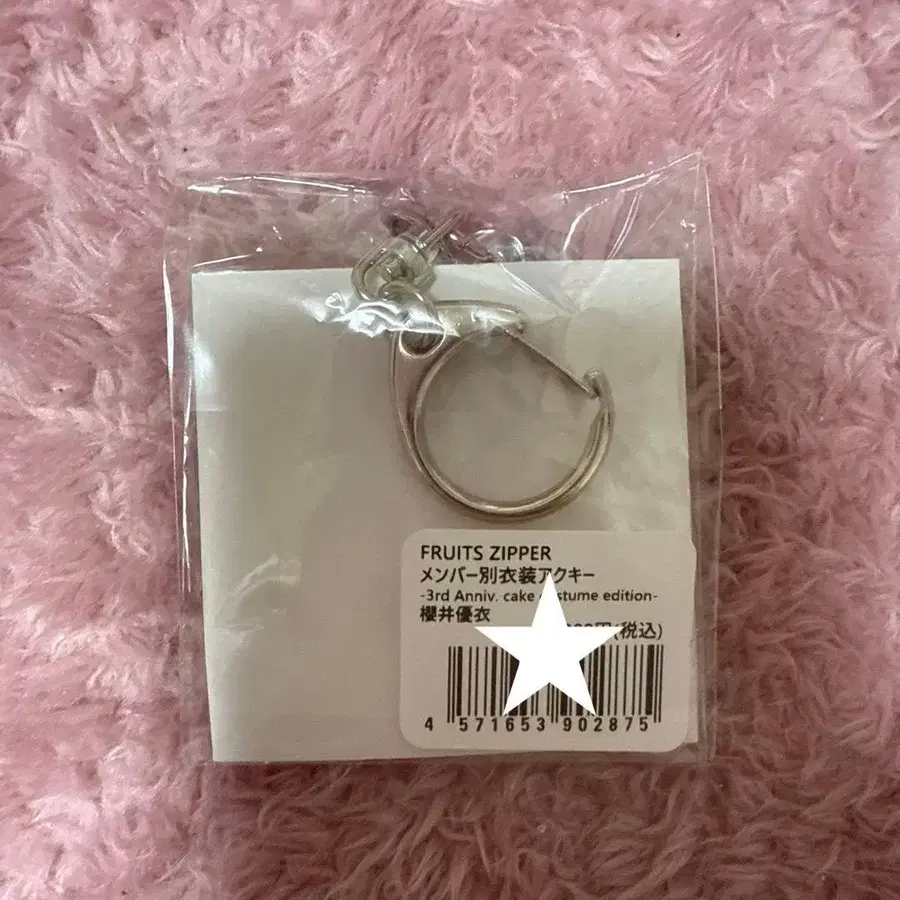 FRUITS ZIPPER
メンバー別衣装アクキー
-3rd Anniv. cake costume edition-
櫻井優衣
円(税込)
4 571653 902875